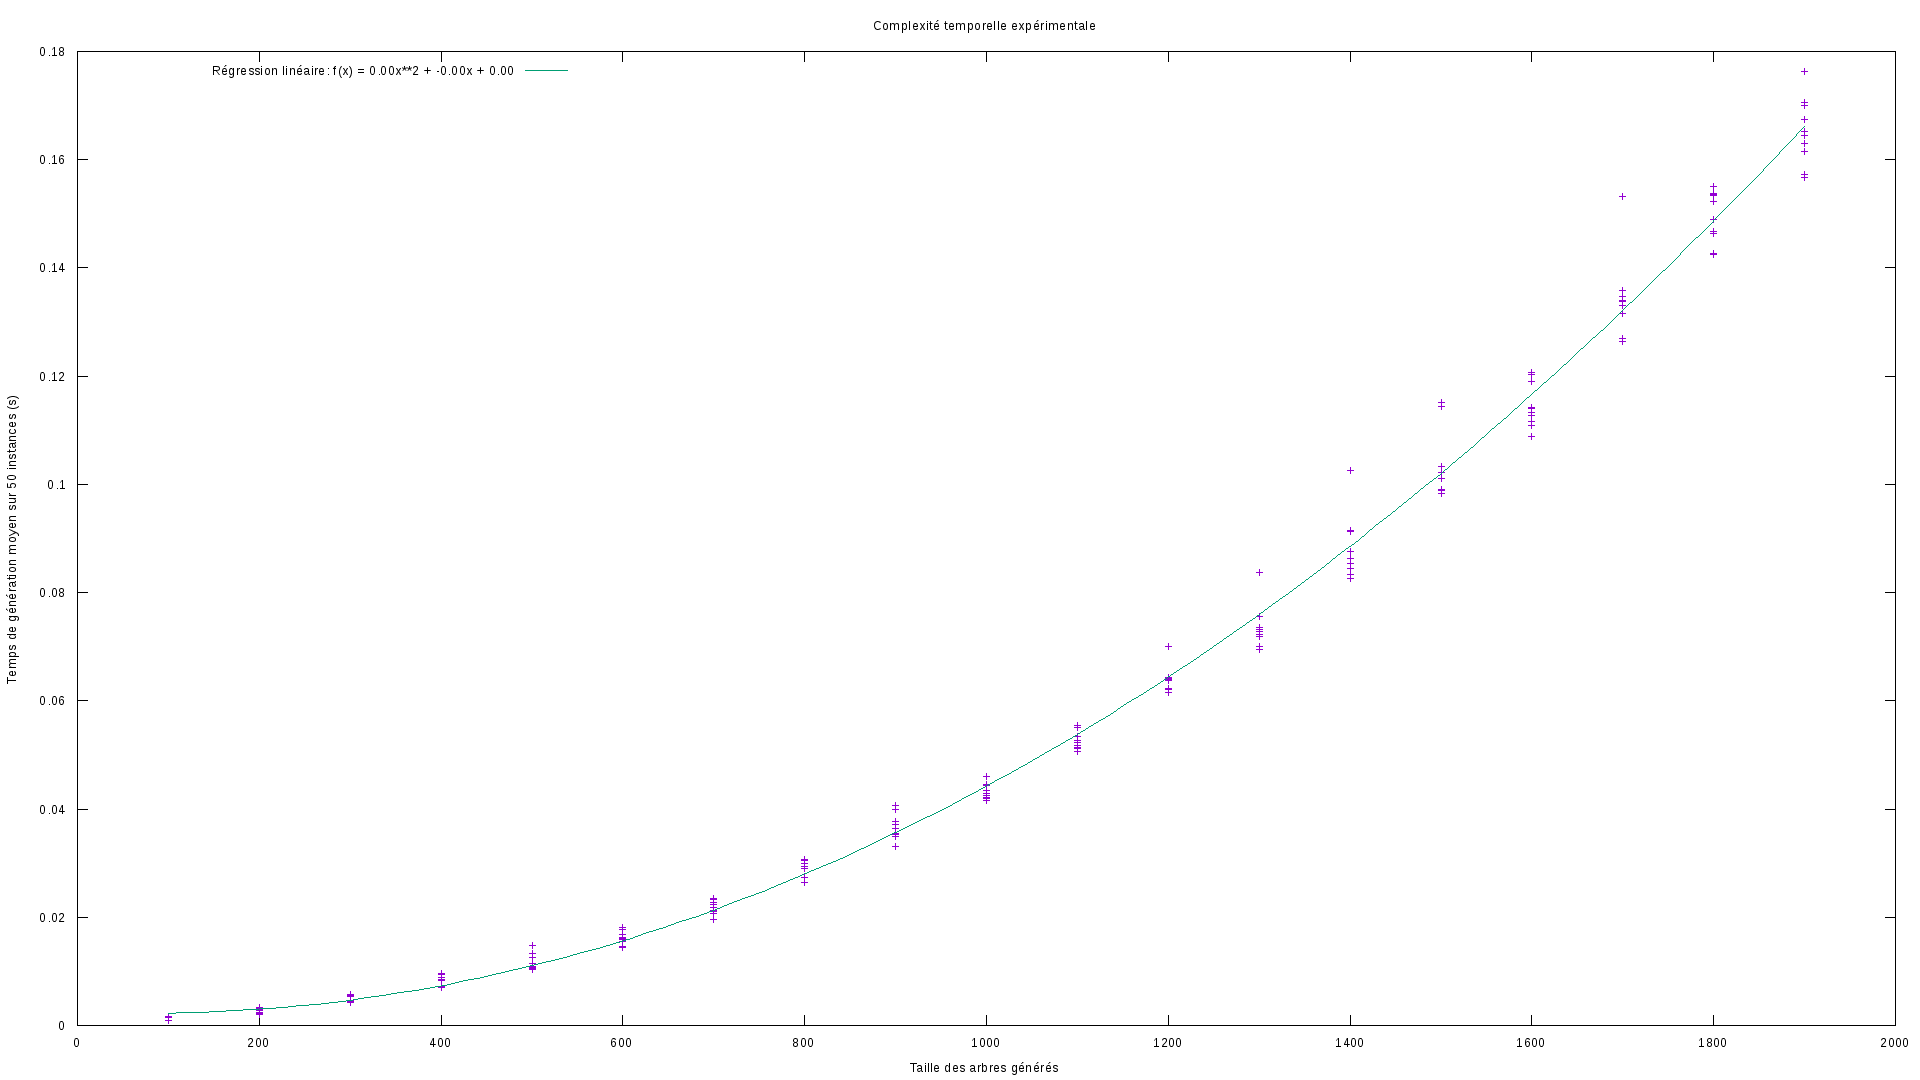 Complexité temporelle expérimentale
Régression linéaire: f(x) = 0.00x**2 + -0.00x + 0.00
0.18
0.16
0.14
0.12
0.1
0.08
0.06
0.04
0.02
0
Temps de génération moyen sur 50 instances (s)
0 200 400 600 800 1000 1200 1400 1600 1800 2000
Taille des arbres générés